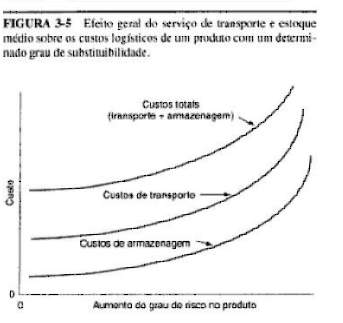 FIGURA 3-5 Efeito geral do serviço de transporte e estoque
médio sobre os custos logísticos de um produto com um determi-
nado grau de substituibilidade.
Custos totais
(transporte + armazenagem)
Custo
Custos de transporte
Custos de armazenagem
0
0
Aumento do grau de risco no produto